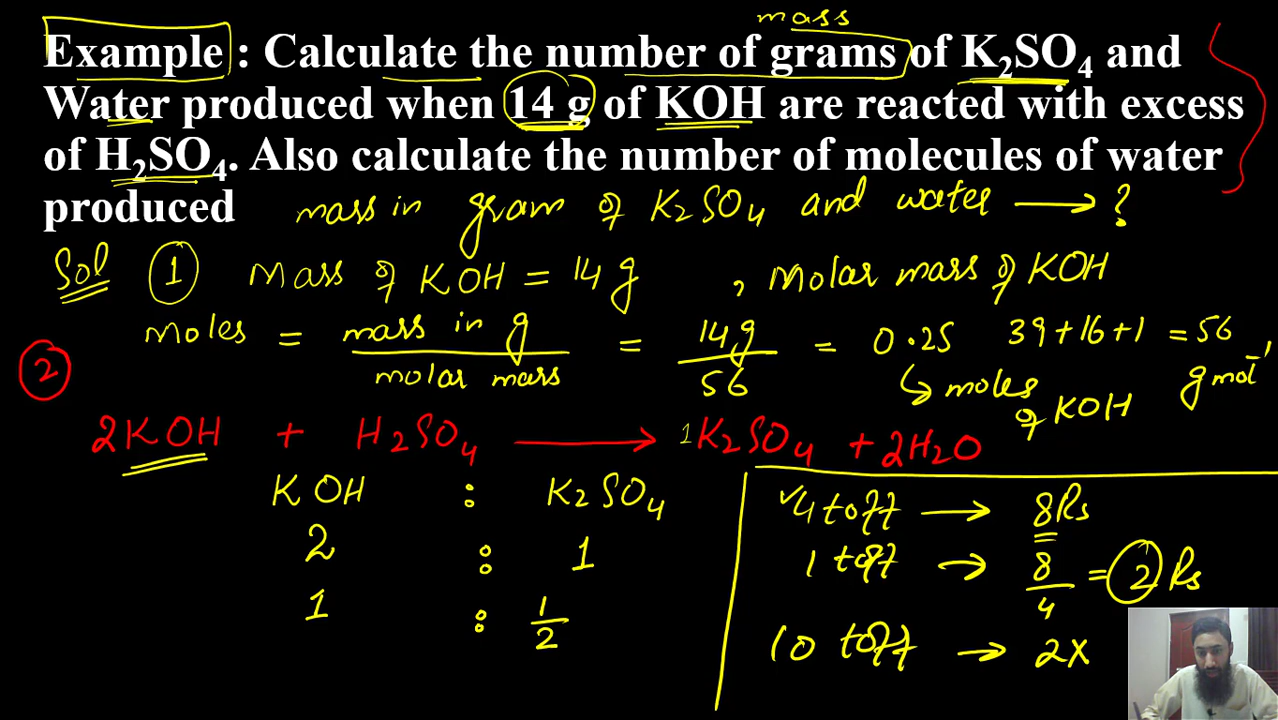 mass
Example : Calculate the number of grams of K₂SO₄ and
Water produced when 14 g of KOH are reacted with excess
of H₂SO₄. Also calculate the number of molecules of water
produced
mass in gram of K₂SO₄ and water ⟶ ?
Sol ① Mass of KOH = 14 g , Molar mass of KOH
39+16+1 = 56 g mol⁻¹
moles = mass in g / molar mass = 14g / 56 = 0.25
↳ moles of KOH
②
2KOH + H₂SO₄ ⟶ 1K₂SO₄ + 2H₂O
KOH : K₂SO₄
2 : 1
1 : 1/2
✓4 toff ⟶ 8Rs
1 toff → 8/4 = 2 Rs
10 toff → 2X